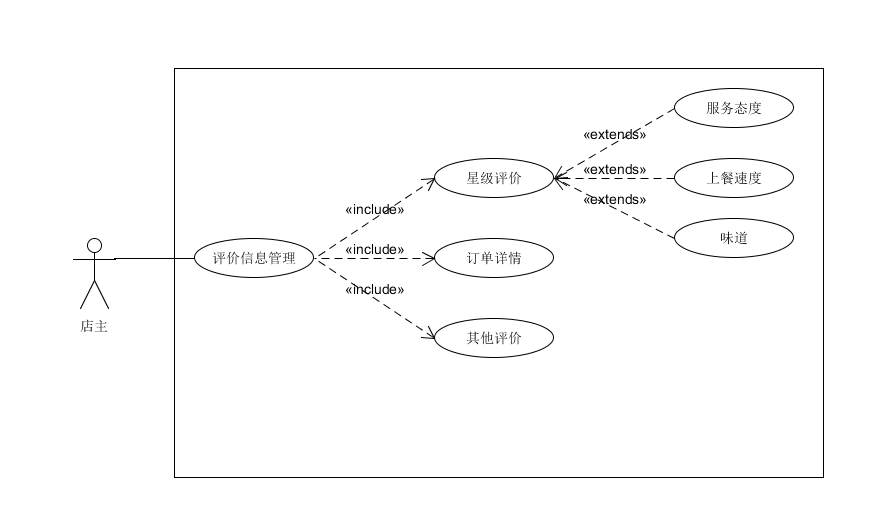 服务态度
«extends»
星级评价
«extends»
上餐速度
«extends»
«include»
味道
«include»
评价信息管理
订单详情
«include»
店主
其他评价